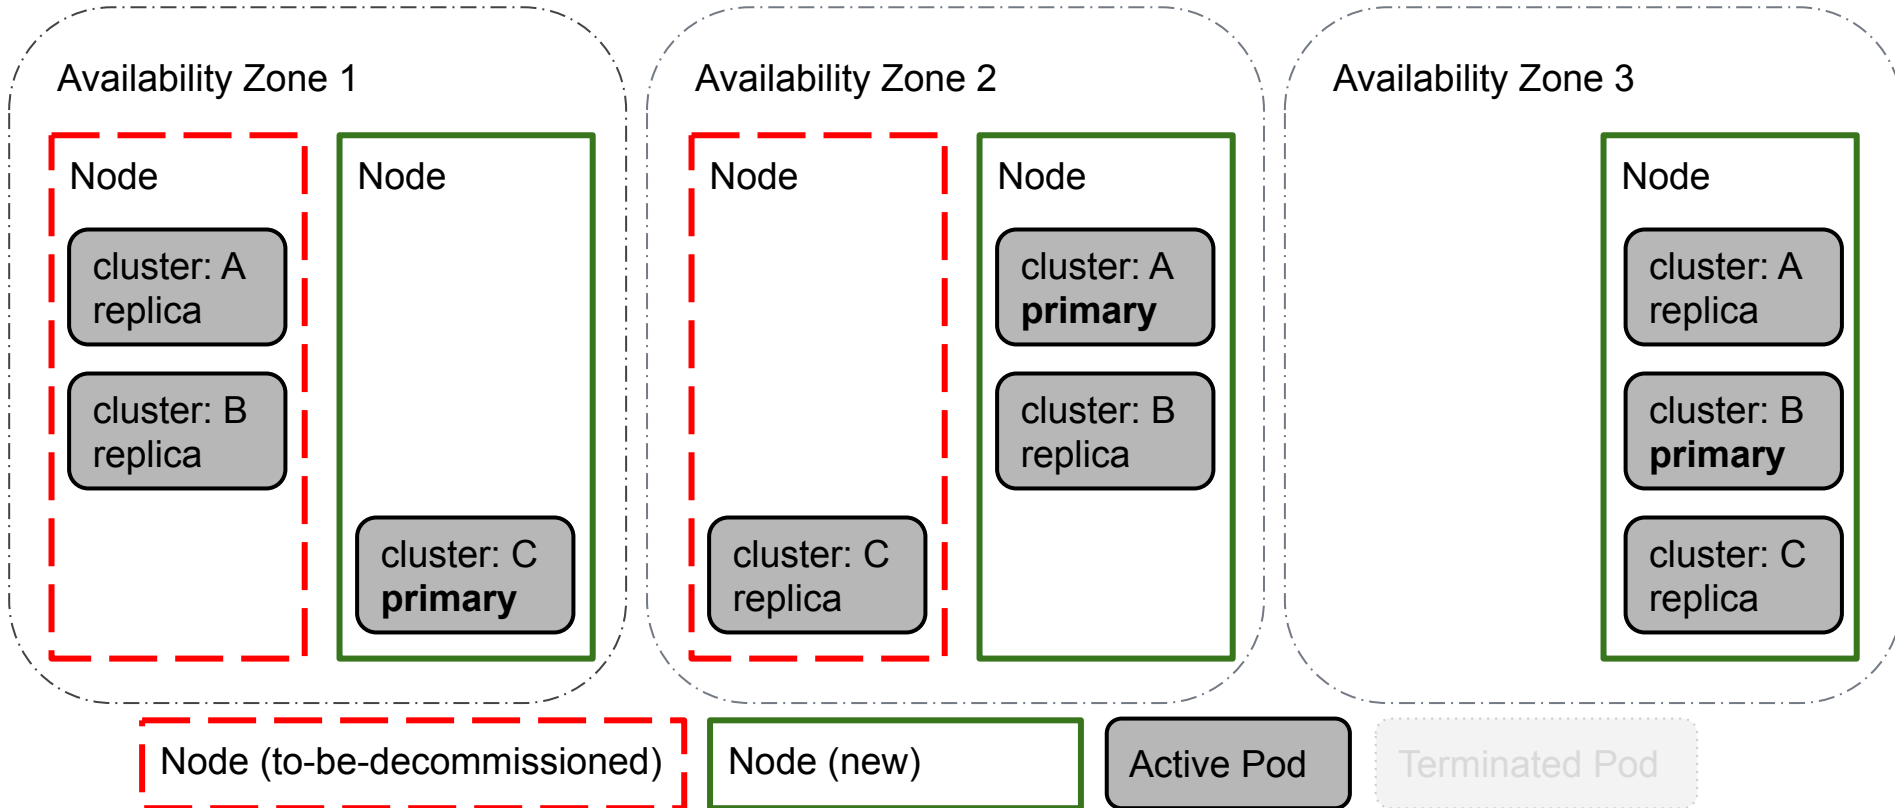 Availability Zone 1
Node
cluster: A
replica
cluster: B
replica
Node
cluster: C
primary
Availability Zone 2
Node
cluster: C
replica
Node
cluster: A
primary
cluster: B
replica
Availability Zone 3
Node
cluster: A
replica
cluster: B
primary
cluster: C
replica
Node (to-be-decommissioned)
Node (new)
Active Pod
Terminated Pod